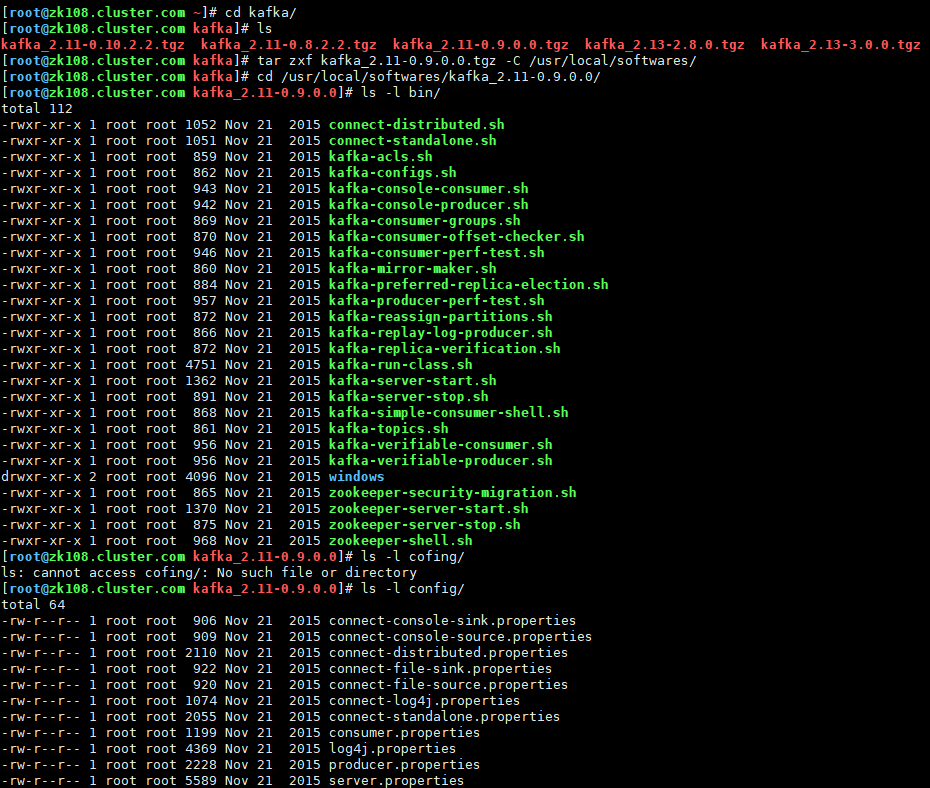 [root@zk108.cluster.com ~]# cd kafka/
[root@zk108.cluster.com kafka]# ls
kafka_2.11-0.10.2.2.tgz  kafka_2.11-0.8.2.2.tgz  kafka_2.11-0.9.0.0.tgz  kafka_2.13-2.8.0.tgz  kafka_2.13-3.0.0.tgz
[root@zk108.cluster.com kafka]# tar zxf kafka_2.11-0.9.0.0.tgz -C /usr/local/softwares/
[root@zk108.cluster.com kafka]# cd /usr/local/softwares/kafka_2.11-0.9.0.0/
[root@zk108.cluster.com kafka_2.11-0.9.0.0]# ls -l bin/
total 112
-rwxr-xr-x 1 root root 1052 Nov 21  2015 connect-distributed.sh
-rwxr-xr-x 1 root root 1051 Nov 21  2015 connect-standalone.sh
-rwxr-xr-x 1 root root  859 Nov 21  2015 kafka-acls.sh
-rwxr-xr-x 1 root root  862 Nov 21  2015 kafka-configs.sh
-rwxr-xr-x 1 root root  943 Nov 21  2015 kafka-console-consumer.sh
-rwxr-xr-x 1 root root  942 Nov 21  2015 kafka-console-producer.sh
-rwxr-xr-x 1 root root  869 Nov 21  2015 kafka-consumer-groups.sh
-rwxr-xr-x 1 root root  870 Nov 21  2015 kafka-consumer-offset-checker.sh
-rwxr-xr-x 1 root root  946 Nov 21  2015 kafka-consumer-perf-test.sh
-rwxr-xr-x 1 root root  860 Nov 21  2015 kafka-mirror-maker.sh
-rwxr-xr-x 1 root root  884 Nov 21  2015 kafka-preferred-replica-election.sh
-rwxr-xr-x 1 root root  957 Nov 21  2015 kafka-producer-perf-test.sh
-rwxr-xr-x 1 root root  872 Nov 21  2015 kafka-reassign-partitions.sh
-rwxr-xr-x 1 root root  866 Nov 21  2015 kafka-replay-log-producer.sh
-rwxr-xr-x 1 root root  872 Nov 21  2015 kafka-replica-verification.sh
-rwxr-xr-x 1 root root 4751 Nov 21  2015 kafka-run-class.sh
-rwxr-xr-x 1 root root 1362 Nov 21  2015 kafka-server-start.sh
-rwxr-xr-x 1 root root  891 Nov 21  2015 kafka-server-stop.sh
-rwxr-xr-x 1 root root  868 Nov 21  2015 kafka-simple-consumer-shell.sh
-rwxr-xr-x 1 root root  861 Nov 21  2015 kafka-topics.sh
-rwxr-xr-x 1 root root  956 Nov 21  2015 kafka-verifiable-consumer.sh
-rwxr-xr-x 1 root root  956 Nov 21  2015 kafka-verifiable-producer.sh
drwxr-xr-x 2 root root 4096 Nov 21  2015 windows
-rwxr-xr-x 1 root root  865 Nov 21  2015 zookeeper-security-migration.sh
-rwxr-xr-x 1 root root 1370 Nov 21  2015 zookeeper-server-start.sh
-rwxr-xr-x 1 root root  875 Nov 21  2015 zookeeper-server-stop.sh
-rwxr-xr-x 1 root root  968 Nov 21  2015 zookeeper-shell.sh
[root@zk108.cluster.com kafka_2.11-0.9.0.0]# ls -l cofing/
ls: cannot access cofing/: No such file or directory
[root@zk108.cluster.com kafka_2.11-0.9.0.0]# ls -l config/
total 64
-rw-r--r-- 1 root root  906 Nov 21  2015 connect-console-sink.properties
-rw-r--r-- 1 root root  909 Nov 21  2015 connect-console-source.properties
-rw-r--r-- 1 root root 2110 Nov 21  2015 connect-distributed.properties
-rw-r--r-- 1 root root  922 Nov 21  2015 connect-file-sink.properties
-rw-r--r-- 1 root root  920 Nov 21  2015 connect-file-source.properties
-rw-r--r-- 1 root root 1074 Nov 21  2015 connect-log4j.properties
-rw-r--r-- 1 root root 2055 Nov 21  2015 connect-standalone.properties
-rw-r--r-- 1 root root 1199 Nov 21  2015 consumer.properties
-rw-r--r-- 1 root root 4369 Nov 21  2015 log4j.properties
-rw-r--r-- 1 root root 2228 Nov 21  2015 producer.properties
-rw-r--r-- 1 root root 5589 Nov 21  2015 server.properties